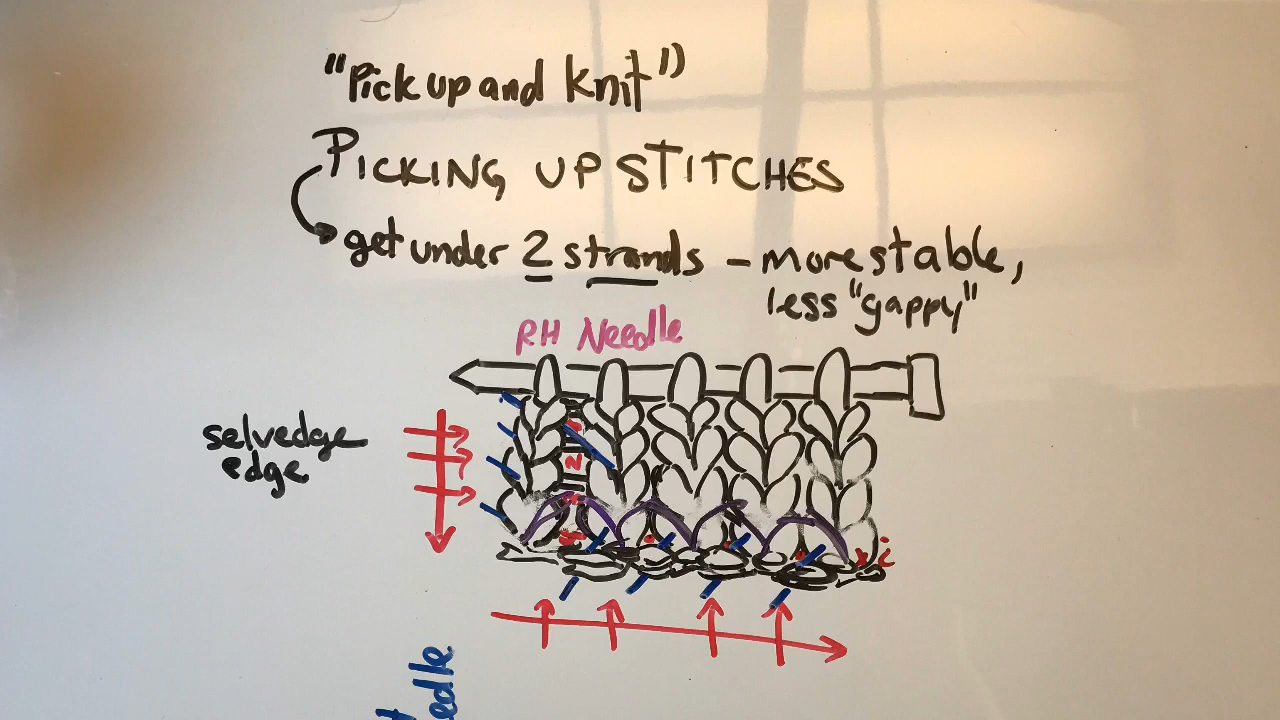 "Pick up and knit")
PICKING UP STITCHES
get under 2 strands - more stable,
less "gappy"
RH Needle
selvedge
edge